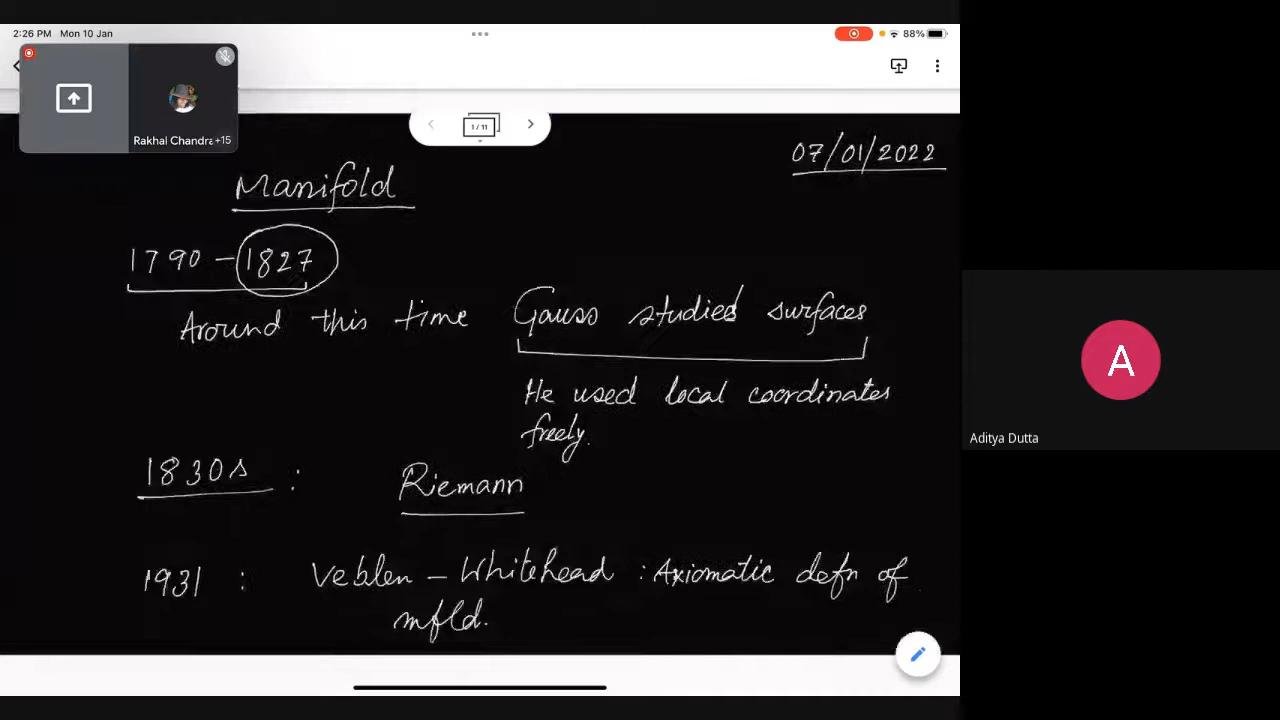 2:26 PM Mon 10 Jan
88%
Rakhal Chandra +15
1 / 11
07/01/2022
Manifold
1790 - 1827
Around this time Gauss studied surfaces
He used local coordinates
freely.
1830s : Riemann
1931 : Veblen - Whitehead : Axiomatic defn of
mfld.
A
Aditya Dutta